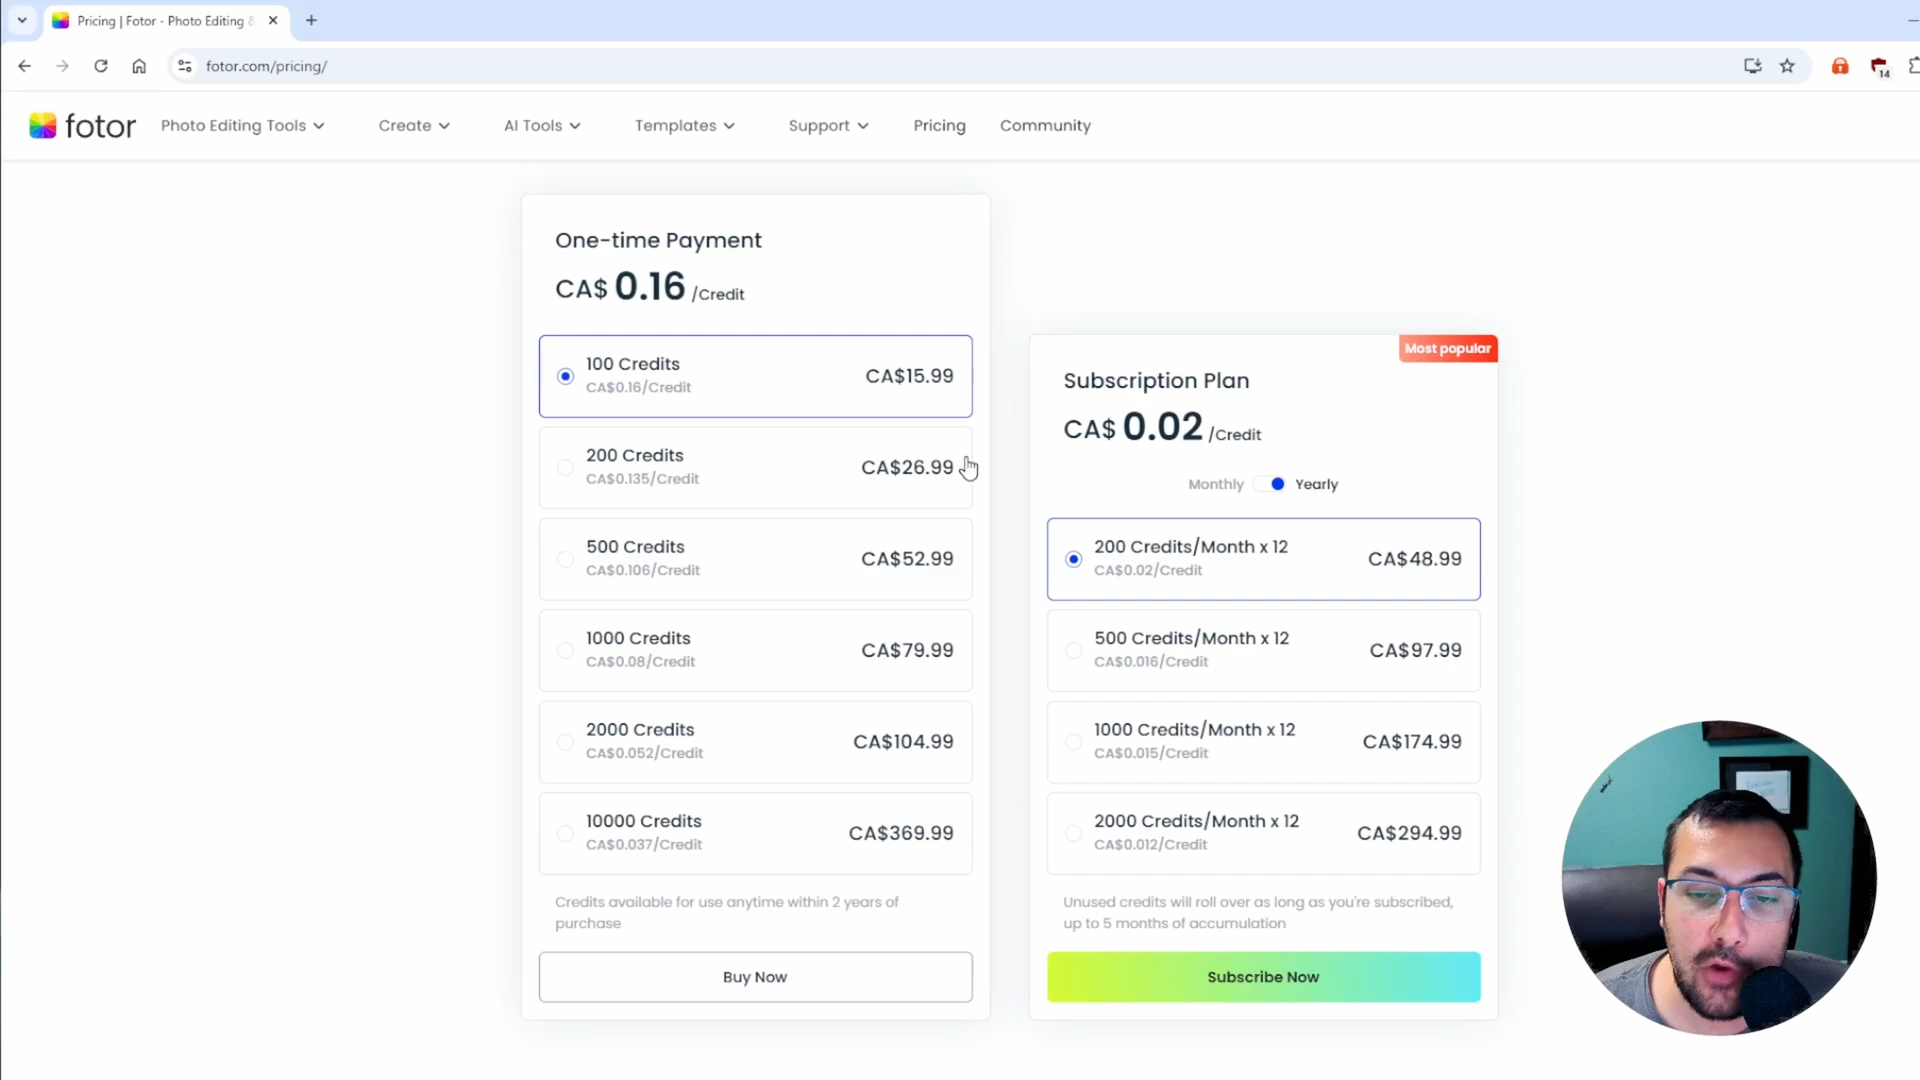 Pricing | Fotor - Photo Editing &
fotor.com/pricing/
14
fotor
Photo Editing Tools
Create
AI Tools
Templates
Support
Pricing
Community
One-time Payment
CA$ 0.16 /Credit
100 Credits
CA$0.16/Credit
CA$15.99
200 Credits
CA$0.135/Credit
CA$26.99
500 Credits
CA$0.106/Credit
CA$52.99
1000 Credits
CA$0.08/Credit
CA$79.99
2000 Credits
CA$0.052/Credit
CA$104.99
10000 Credits
CA$0.037/Credit
CA$369.99
Credits available for use anytime within 2 years of
purchase
Buy Now
Most popular
Subscription Plan
CA$ 0.02 /Credit
Monthly
Yearly
200 Credits/Month x 12
CA$0.02/Credit
CA$48.99
500 Credits/Month x 12
CA$0.016/Credit
CA$97.99
1000 Credits/Month x 12
CA$0.015/Credit
CA$174.99
2000 Credits/Month x 12
CA$0.012/Credit
CA$294.99
Unused credits will roll over as long as you're subscribed,
up to 5 months of accumulation
Subscribe Now